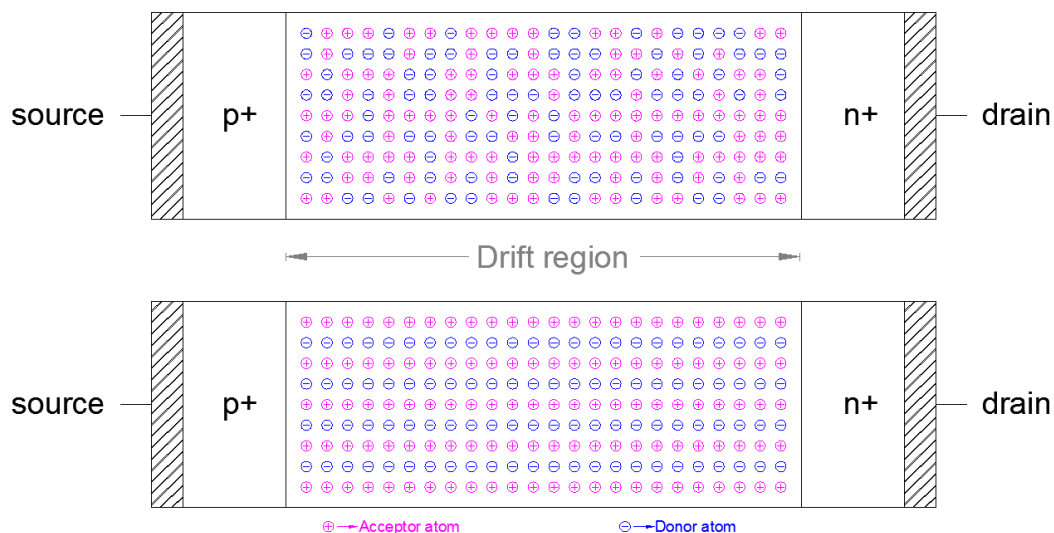 source
p+
n+
drain
Drift region
source
p+
n+
drain
⊕→Acceptor atom
⊖→Donor atom